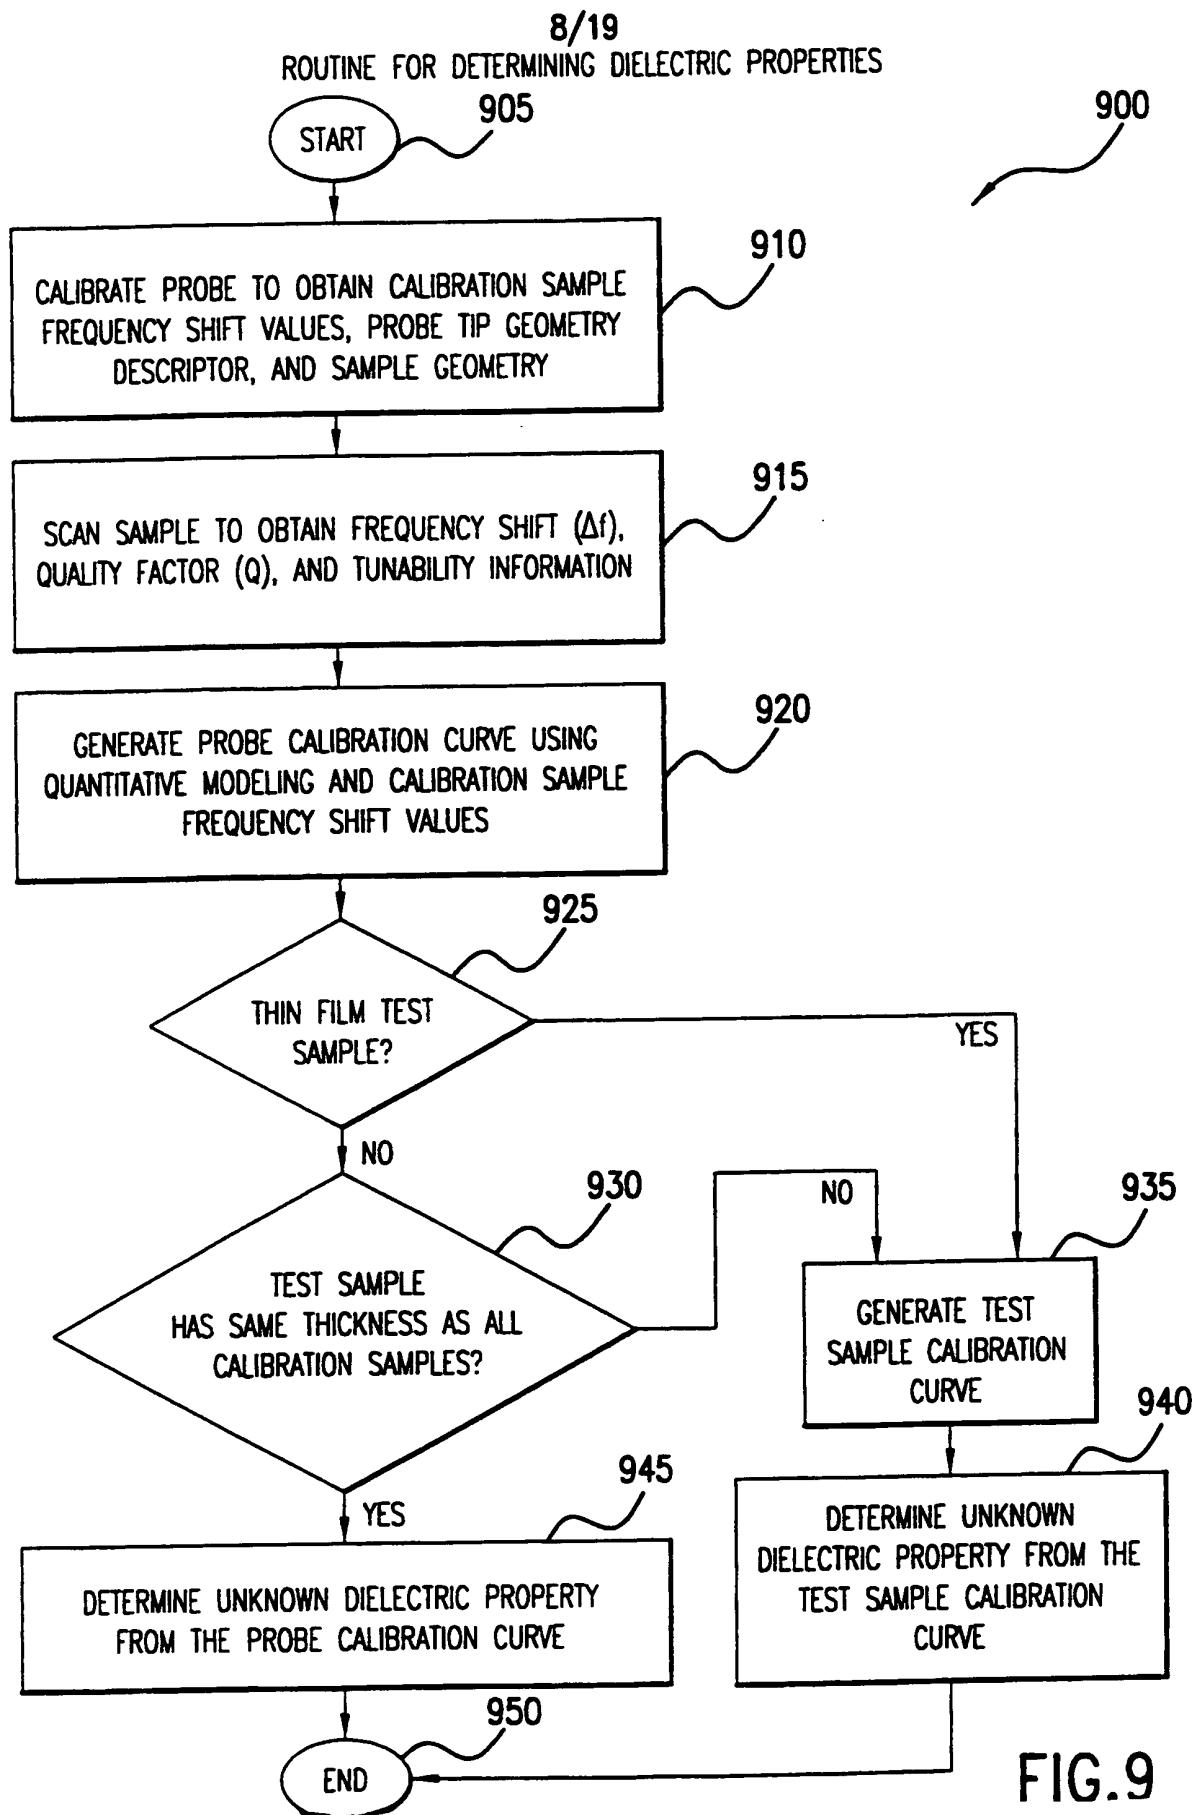 8/19
ROUTINE FOR DETERMINING DIELECTRIC PROPERTIES
START
905
900
910
CALIBRATE PROBE TO OBTAIN CALIBRATION SAMPLE
FREQUENCY SHIFT VALUES, PROBE TIP GEOMETRY
DESCRIPTOR, AND SAMPLE GEOMETRY
915
SCAN SAMPLE TO OBTAIN FREQUENCY SHIFT (Δf),
QUALITY FACTOR (Q), AND TUNABILITY INFORMATION
920
GENERATE PROBE CALIBRATION CURVE USING
QUANTITATIVE MODELING AND CALIBRATION SAMPLE
FREQUENCY SHIFT VALUES
925
THIN FILM TEST
SAMPLE?
YES
NO
930
TEST SAMPLE
HAS SAME THICKNESS AS ALL
CALIBRATION SAMPLES?
NO
935
GENERATE TEST
SAMPLE CALIBRATION
CURVE
940
DETERMINE UNKNOWN
DIELECTRIC PROPERTY FROM THE
TEST SAMPLE CALIBRATION
CURVE
YES
945
DETERMINE UNKNOWN DIELECTRIC PROPERTY
FROM THE PROBE CALIBRATION CURVE
950
END
FIG.9